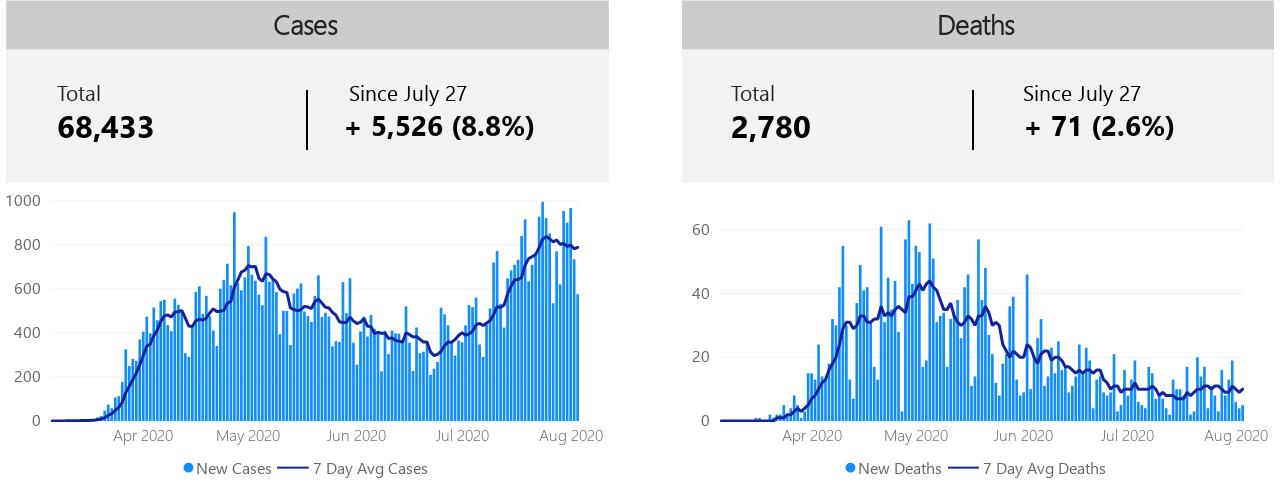 Cases
Total
68,433
Since July 27
+ 5,526 (8.8%)
1000
800
600
400
200
0
Apr 2020
May 2020
Jun 2020
Jul 2020
Aug 2020
New Cases
7 Day Avg Cases
Deaths
Total
2,780
Since July 27
+ 71 (2.6%)
60
40
20
0
Apr 2020
May 2020
Jun 2020
Jul 2020
Aug 2020
New Deaths
7 Day Avg Deaths